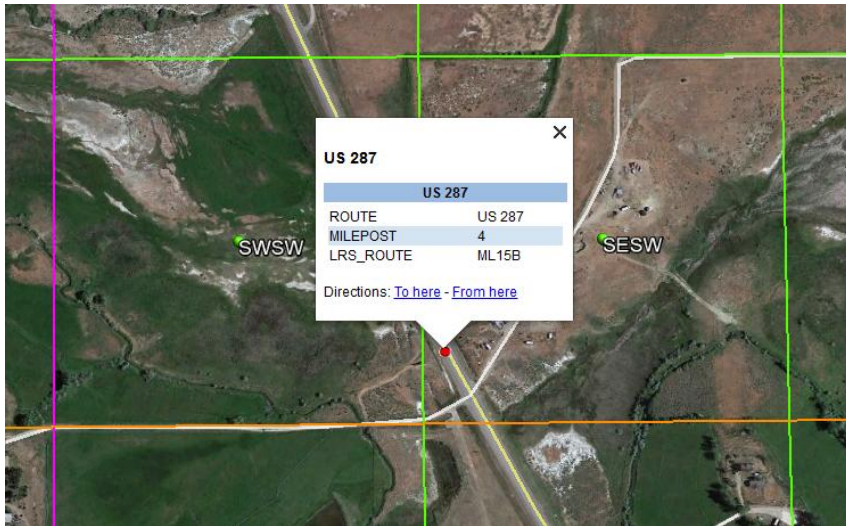 US 287
US 287
ROUTE US 287
MILEPOST 4
LRS_ROUTE ML15B
Directions: To here - From here
SWSW
SESW